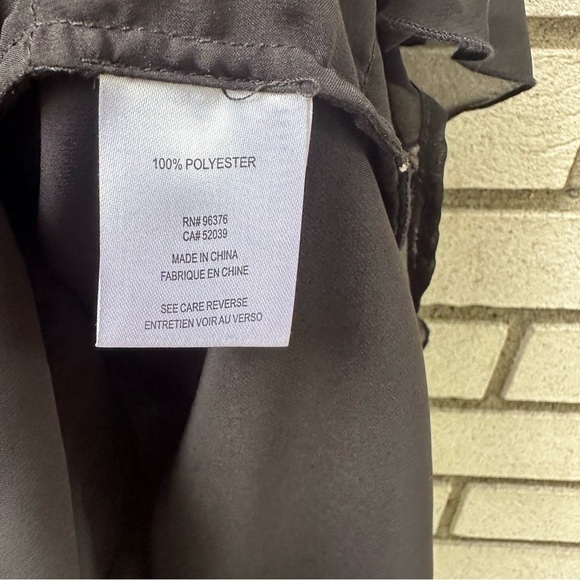 100% POLYESTER
RN# 96376
CA# 52039
MADE IN CHINA
FABRIQUE EN CHINE
SEE CARE REVERSE
ENTRETIEN VOIR AU VERSO